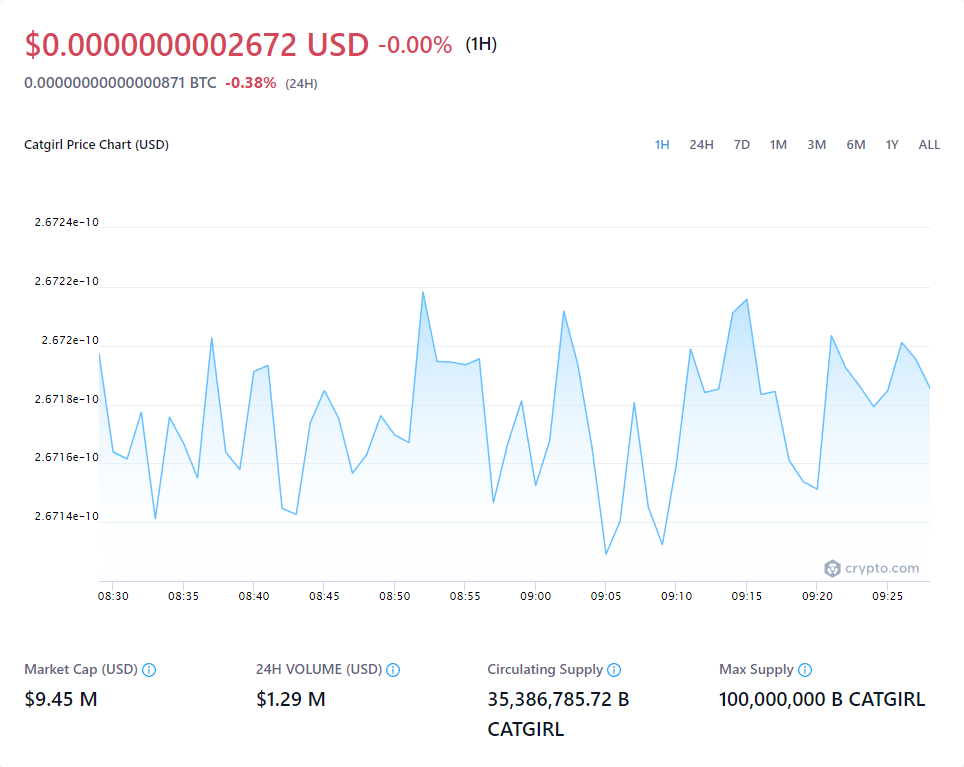 $0.0000000002672 USD -0.00% (1H)
0.00000000000000871 BTC -0.38% (24H)
Catgirl Price Chart (USD)
1H 24H 7D 1M 3M 6M 1Y ALL
2.6724e-10
2.6722e-10
2.672e-10
2.6718e-10
2.6716e-10
2.6714e-10
crypto.com
08:30 08:35 08:40 08:45 08:50 08:55 09:00 09:05 09:10 09:15 09:20 09:25
Market Cap (USD) 24H VOLUME (USD) Circulating Supply Max Supply
$9.45 M $1.29 M 35,386,785.72 B 100,000,000 B CATGIRL
CATGIRL